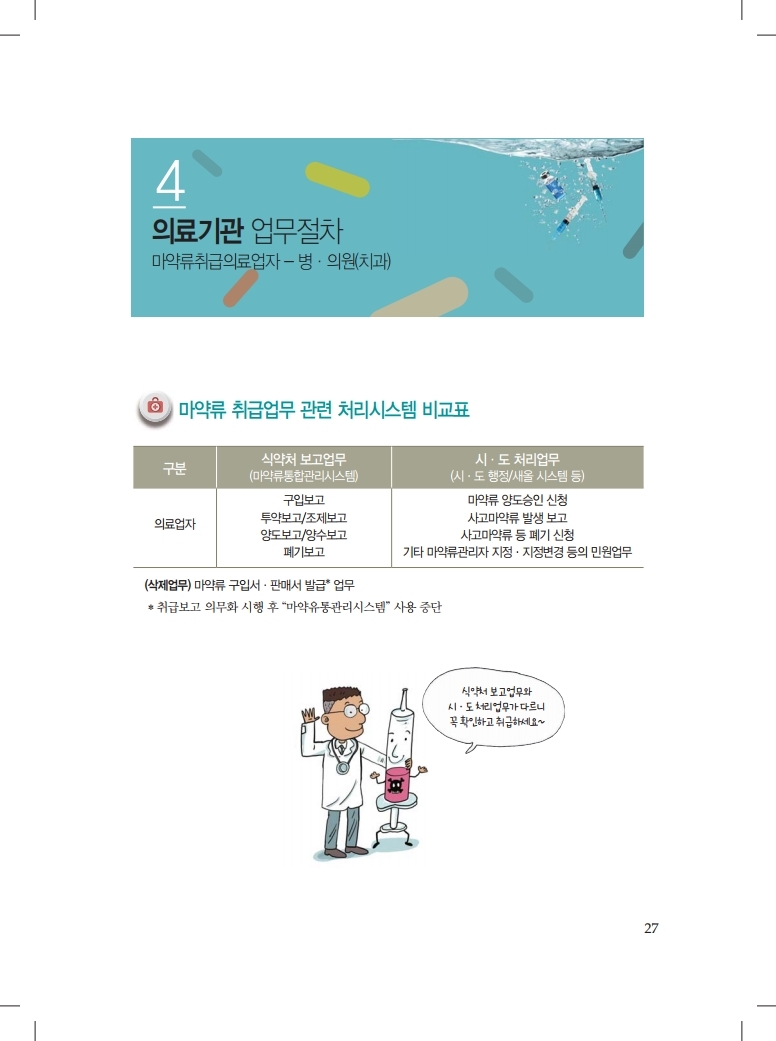 4
의료기관 업무절차
마약류취급의료업자 – 병 · 의원(치과)
마약류 취급업무 관련 처리시스템 비교표
구분
식약처 보고업무
(마약류통합관리시스템)
시 · 도 처리업무
(시 · 도 행정/새올 시스템 등)
의료업자
구입보고
투약보고/조제보고
양도보고/양수보고
폐기보고
마약류 양도승인 신청
사고마약류 발생 보고
사고마약류 등 폐기 신청
기타 마약류관리자 지정 · 지정변경 등의 민원업무
(삭제업무) 마약류 구입서 · 판매서 발급* 업무
* 취급보고 의무화 시행 후 “마약유통관리시스템” 사용 중단
식약처 보고업무와
시 · 도 처리업무가 다르니
꼭 확인하고 취급하세요~
27